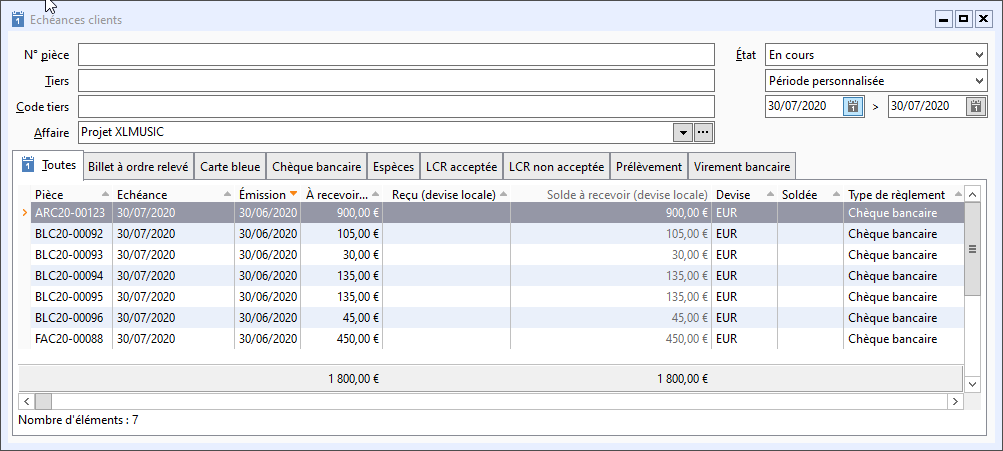 Echéances clients
N° pièce
État En cours
Tiers
Période personnalisée
Code tiers
30/07/2020 > 30/07/2020
Affaire Projet XLMUSIC
Toutes Billet à ordre relevé Carte bleue Chèque bancaire Espèces LCR acceptée LCR non acceptée Prélèvement Virement bancaire
Pièce Echéance Émission À recevoir... Reçu (devise locale) Solde à recevoir (devise locale) Devise Soldée Type de règlement
ARC20-00123 30/07/2020 30/06/2020 900,00 € 900,00 € EUR Chèque bancaire
BLC20-00092 30/07/2020 30/06/2020 105,00 € 105,00 € EUR Chèque bancaire
BLC20-00093 30/07/2020 30/06/2020 30,00 € 30,00 € EUR Chèque bancaire
BLC20-00094 30/07/2020 30/06/2020 135,00 € 135,00 € EUR Chèque bancaire
BLC20-00095 30/07/2020 30/06/2020 135,00 € 135,00 € EUR Chèque bancaire
BLC20-00096 30/07/2020 30/06/2020 45,00 € 45,00 € EUR Chèque bancaire
FAC20-00088 30/07/2020 30/06/2020 450,00 € 450,00 € EUR Chèque bancaire
1 800,00 € 1 800,00 €
Nombre d'éléments : 7